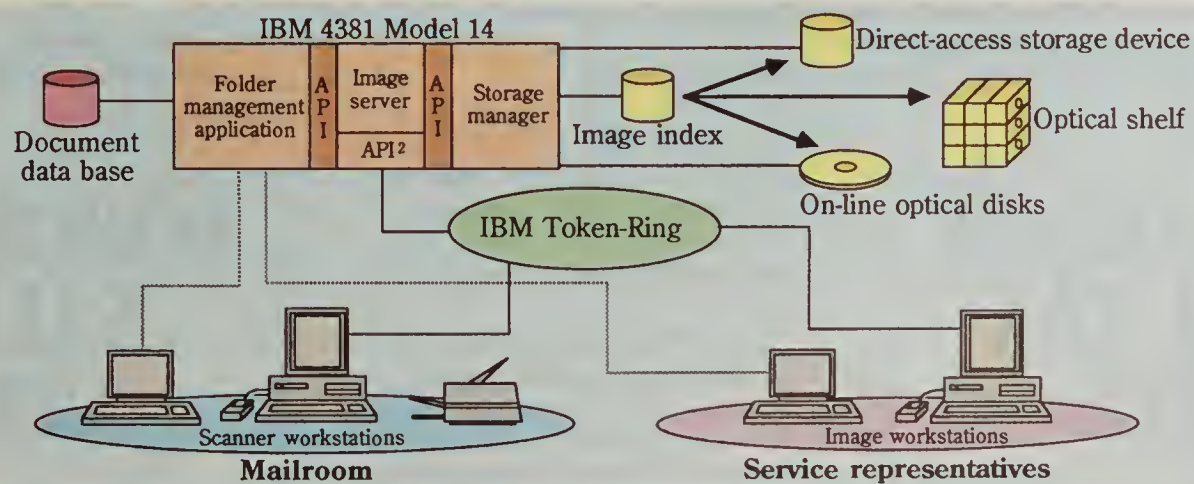 IBM 4381 Model 14
Folder
management
application
A
P
I
Image
server
API²
A
P
I
Storage
manager
Document
data base
Direct-access storage device
Image index
Optical shelf
On-line optical disks
IBM Token-Ring
Scanner workstations
Mailroom
Image workstations
Service representatives